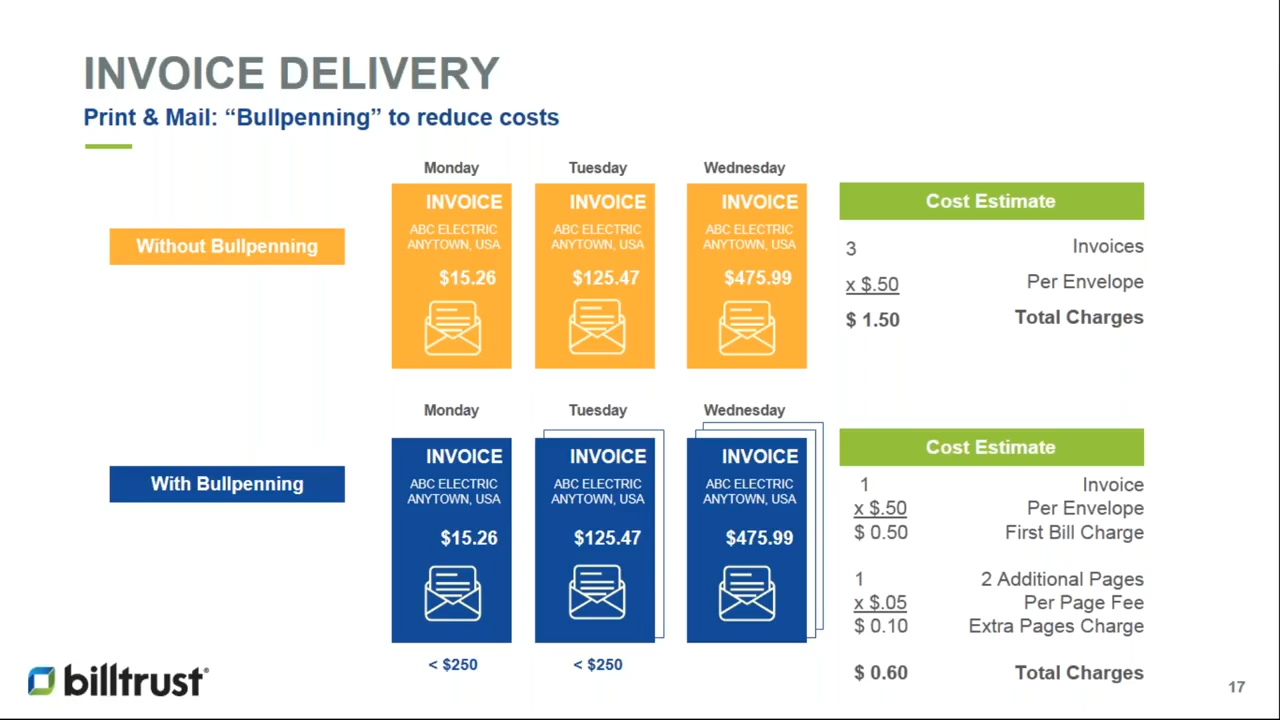 INVOICE DELIVERY
Print & Mail: “Bullpenning” to reduce costs
Monday Tuesday Wednesday
Without Bullpenning
INVOICE
ABC ELECTRIC
ANYTOWN, USA
$15.26
INVOICE
ABC ELECTRIC
ANYTOWN, USA
$125.47
INVOICE
ABC ELECTRIC
ANYTOWN, USA
$475.99
Cost Estimate
3 Invoices
x $.50 Per Envelope
$ 1.50 Total Charges
Monday Tuesday Wednesday
With Bullpenning
INVOICE
ABC ELECTRIC
ANYTOWN, USA
$15.26
< $250
INVOICE
ABC ELECTRIC
ANYTOWN, USA
$125.47
< $250
INVOICE
ABC ELECTRIC
ANYTOWN, USA
$475.99
Cost Estimate
1 Invoice
x $.50 Per Envelope
$ 0.50 First Bill Charge
1 2 Additional Pages
x $.05 Per Page Fee
$ 0.10 Extra Pages Charge
$ 0.60 Total Charges
billtrust®
17